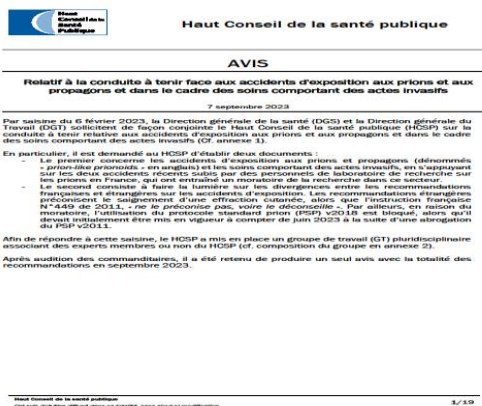 Haut
Conseil de la
Santé
Publique
Haut Conseil de la santé publique
AVIS
Relatif à la conduite à tenir face aux accidents d'exposition aux prions et aux
propagons et dans le cadre des soins comportant des actes invasifs
7 septembre 2023
Par saisine du 6 février 2023, la Direction générale de la santé (DGS) et la Direction générale du
Travail (DGT) sollicitent de façon conjointe le Haut Conseil de la santé publique (HCSP) sur la
conduite à tenir relative aux accidents d'exposition aux prions et aux propagons et dans le cadre
des soins comportant des actes invasifs (Cf. annexe 1).
En particulier, il est demandé au HCSP d'établir deux documents :
- Le premier concerne les accidents d'exposition aux prions et propagons (dénommés
- prion-like prionoids - en anglais) et les soins comportant des actes invasifs, en s'appuyant
sur les deux accidents récents subis par des personnels de laboratoire de recherche sur
les prions en France, qui ont entraîné un moratoire de la recherche dans ce secteur.
- Le second consiste à faire la lumière sur les divergences entre les recommandations
françaises et étrangères sur les accidents. Les recommandations étrangères
préconisent le saignement d'une effraction cutanée, alors que l'instruction française
N°449 de 2011, - ne le préconise pas, voire le déconseille -. Par ailleurs, en raison du
moratoire, l'utilisation du protocole standard prion (PSP) v2018 est bloqué, alors qu'il
devait initialement être mis en vigueur à compter de juin 2023 à la suite d'une abrogation
du PSP v2011.
Afin de répondre à cette saisine, le HCSP a mis en place un groupe de travail (GT) pluridisciplinaire
associant des experts membres ou non du HCSP (cf. composition du groupe en annexe 2).
Après audition des commanditaires, il a été retenu de produire un seul avis avec la totalité des
recommandations en septembre 2023.
Haut Conseil de la santé publique
1/19